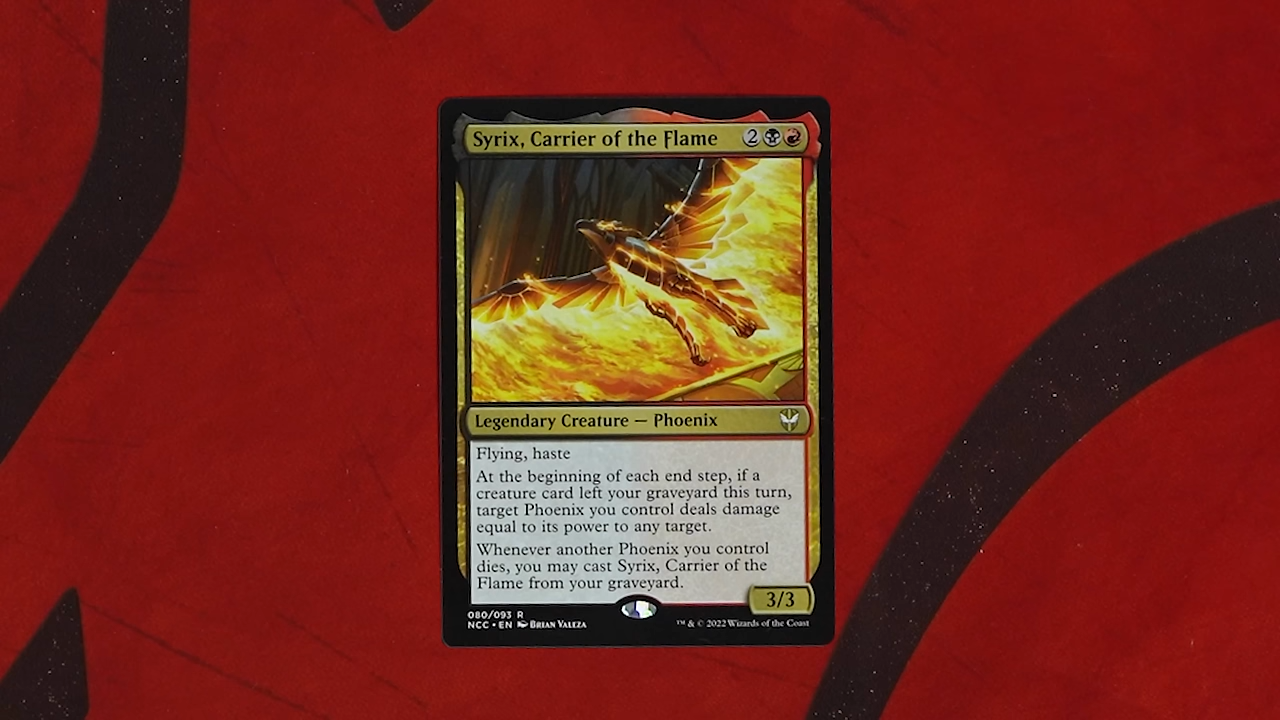 Syrix, Carrier of the Flame 2
Legendary Creature — Phoenix
Flying, haste
At the beginning of each end step, if a
creature card left your graveyard this turn,
target Phoenix you control deals damage
equal to its power to any target.
Whenever another Phoenix you control
dies, you may cast Syrix, Carrier of the
Flame from your graveyard.
3/3
080/093 R
NCC • EN Brian Valeza
™ & © 2022 Wizards of the Coast